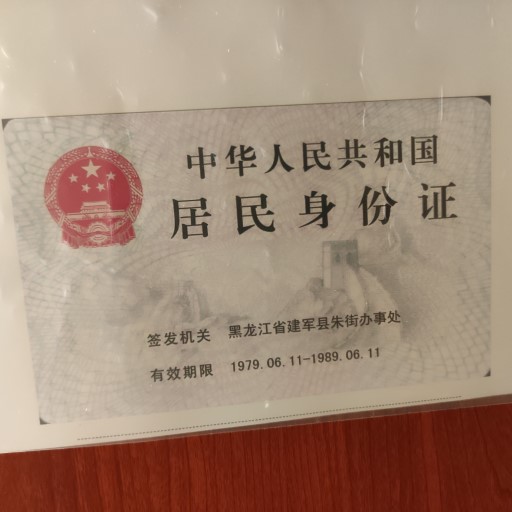 中华人民共和国
居民身份证
签发机关 黑龙江省建军县朱街办事处
有效期限 1979.06.11-1989.06.11